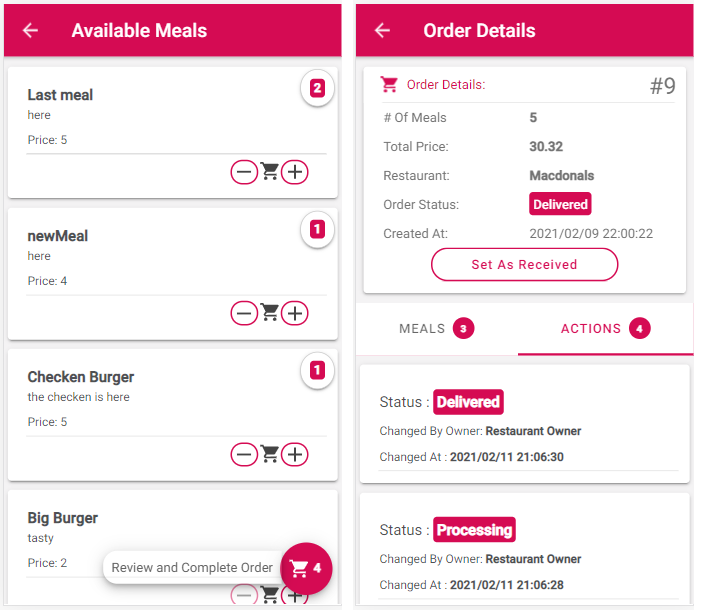 Available Meals
Last meal
2
here
Price: 5
newMeal
1
here
Price: 4
Checken Burger
1
the checken is here
Price: 5
Big Burger
tasty
Price: 2
Review and Complete Order
4
Order Details
Order Details:
#9
# Of Meals 5
Total Price: 30.32
Restaurant: Macdonals
Order Status: Delivered
Created At: 2021/02/09 22:00:22
Set As Received
MEALS 3
ACTIONS 4
Status : Delivered
Changed By Owner: Restaurant Owner
Changed At : 2021/02/11 21:06:30
Status : Processing
Changed By Owner: Restaurant Owner
Changed At : 2021/02/11 21:06:28